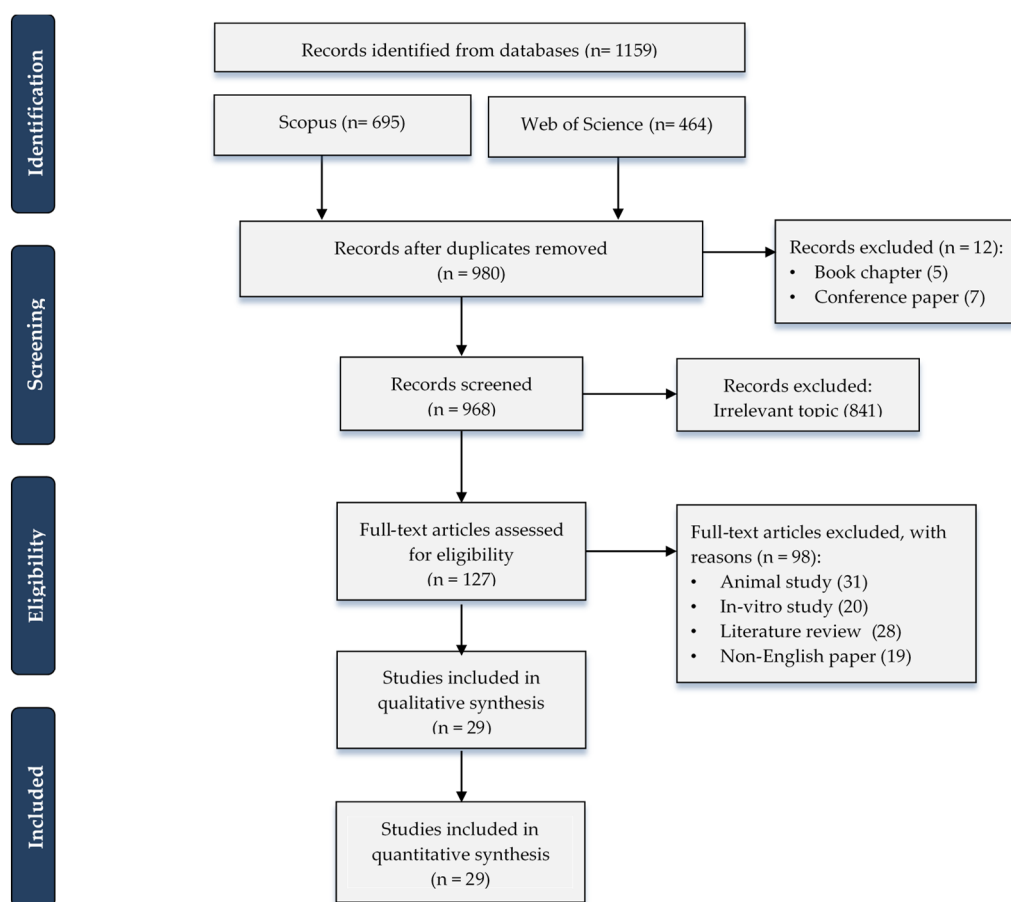 Identification
Records identified from databases (n= 1159)
Scopus (n= 695)
Web of Science (n= 464)
Records after duplicates removed
(n = 980)
Records excluded (n = 12):
• Book chapter (5)
• Conference paper (7)
Screening
Records screened
(n = 968)
Records excluded:
Irrelevant topic (841)
Eligibility
Full-text articles assessed
for eligibility
(n = 127)
Full-text articles excluded, with
reasons (n = 98):
• Animal study (31)
• In-vitro study (20)
• Literature review (28)
• Non-English paper (19)
Studies included in
qualitative synthesis
(n = 29)
Included
Studies included in
quantitative synthesis
(n = 29)